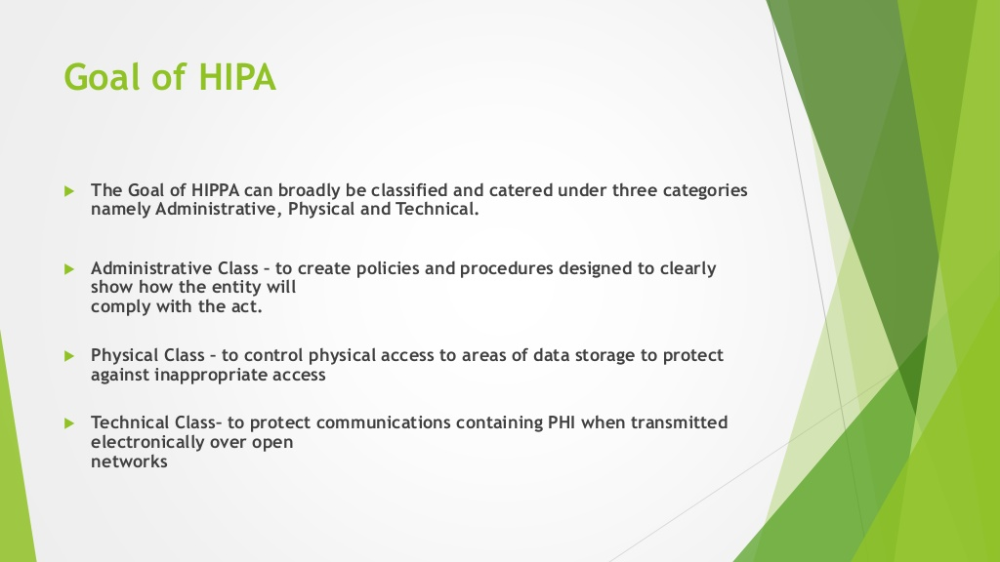 Goal of HIPA
The Goal of HIPPA can broadly be classified and catered under three categories
namely Administrative, Physical and Technical.
Administrative Class – to create policies and procedures designed to clearly
show how the entity will
comply with the act.
Physical Class – to control physical access to areas of data storage to protect
against inappropriate access
Technical Class– to protect communications containing PHI when transmitted
electronically over open
networks